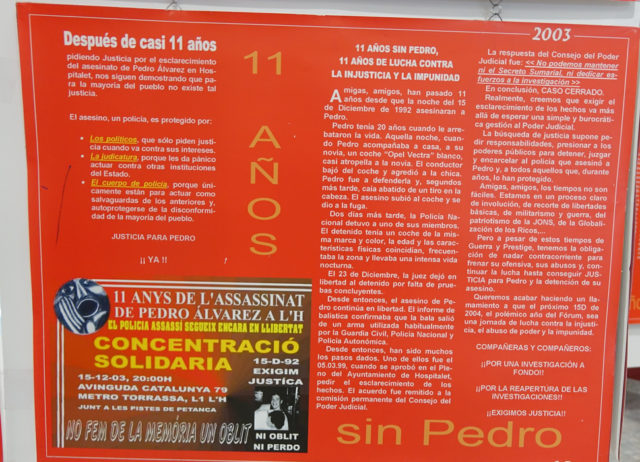 2003
Después de casi 11 años
pidiendo Justicia por el esclarecimiento
del asesinato de Pedro Álvarez en Hos-
pitalet, nos siguen demostrando que pa-
ra la mayoría del pueblo no existe tal
justicia.
El asesino, un policía, es protegido por:
• Los políticos, que sólo piden justi-
cia cuando va contra sus intereses.
• La judicatura, porque les da pánico
actuar contra otras instituciones
del Estado.
• El cuerpo de policía, porque úni-
camente están para actuar como
salvaguardas de los anteriores y,
autoprotegerse de la disconformi-
dad de la mayoría del pueblo.
JUSTICIA PARA PEDRO
¡¡ YA !!
11 ANYS DE L'ASSASSINAT
DE PEDRO ÁLVAREZ A L'H
EL POLICIA ASSASSÍ SEGUEIX ENCARA EN LLIBERTAT
CONCENTRACIÓ
SOLIDARIA
15-12-03, 20:00H
AVINGUDA CATALUNYA 79
METRO TORRASSA, L1 L'H
JUNT A LES PISTES DE PETANCA
15-D-92
EXIGIM
JUSTÍCA
NO FEM DE LA MEMÒRIA UN OBLIT
NI OBLIT
NI PERDO
11
AÑOS
sin Pedro
11 AÑOS SIN PEDRO,
11 AÑOS DE LUCHA CONTRA
LA INJUSTICIA Y LA IMPUNIDAD
Amigas, amigos, han pasado 11
años desde que la noche del 15
de Diciembre de 1992 asesinaran a
Pedro.
Pedro tenía 20 años cuando le arre-
bataron la vida. Aquella noche, cuan-
do Pedro acompañaba a casa, a su
novia, un coche "Opel Vectra" blanco,
casi atropella a la novia. El conductor
bajó del coche y agredió a la chica.
Pedro fue a defenderla y, segundos
más tarde, caía abatido de un tiro en la
cabeza. El asesino subió al coche y se
dio a la fuga.
Dos días más tarde, la Policía Na-
cional detuvo a uno de sus miembros.
El detenido tenía un coche de la mis-
ma marca y color, la edad y las carac-
terísticas físicas coincidían, frecuen-
taba la zona y llevaba una intensa vida
nocturna.
El 23 de Diciembre, la juez dejó en
libertad al detenido por falta de prue-
bas concluyentes.
Desde entonces, el asesino de Pe-
dro continúa en libertad. El informe de
balística confirmaba que la bala salió
de un arma utilizada habitualmente
por la Guardia Civil, Policía Nacional y
Policía Autonómica.
Desde entonces, han sido muchos
los pasos dados. Uno de ellos fue el
05.03.99, cuando se aprobó en el Ple-
no del Ayuntamiento de Hospitalet,
pedir el esclarecimiento de los
hechos. El acuerdo fue remitido a la
comisión permanente del Consejo del
Poder Judicial.
La respuesta del Consejo del Poder
Judicial fue: << No podemos mantener
ni el Secreto Sumarial, ni dedicar es-
fuerzos a la investigación >>
En conclusión, CASO CERRADO.
Realmente, creemos que exigir el
esclarecimiento de los hechos va más
allá de esperar una simple y burocráti-
ca gestión al Poder Judicial.
La búsqueda de justicia supone pe-
dir responsabilidades, presionar a los
poderes públicos para detener, juzgar
y encarcelar al policía que asesinó a
Pedro y, a todos aquellos que, durante
años, lo han protegido.
Amigas, amigos, los tiempos no son
fáciles. Estamos en un proceso claro
de involución, de recorte de libertades
básicas, de militarismo y guerra, del
patriotismo de la JONS, de la Globali-
zación de los Ricos,...
Pero a pesar de estos tiempos de
Guerra y Prestige, tenemos la obliga-
ción de nadar contracorriente para
frenar su ofensiva, sus abusos y, con-
tinuar la lucha hasta conseguir JUS-
TICIA para Pedro y la detención de su
asesino.
Queremos acabar haciendo un lla-
mamiento a que el próximo 15D de
2004, el polémico año del Fórum, sea
una jornada de lucha contra la injusti-
cia, el abuso de poder y la impunidad.
COMPAÑERAS Y COMPAÑEROS:
¡¡POR UNA INVESTIGACIÓN A
FONDO!!
¡¡POR LA REAPERTURA DE LAS
INVESTIGACIONES!!
¡¡EXIGIMOS JUSTICIA!!